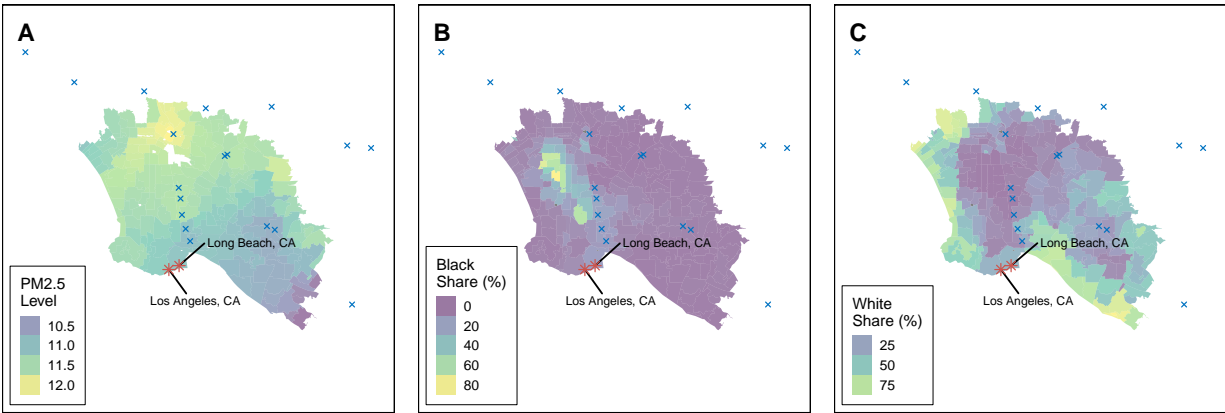 A
Long Beach, CA
Los Angeles, CA
PM2.5
Level
10.5
11.0
11.5
12.0
B
Long Beach, CA
Los Angeles, CA
Black
Share (%)
0
20
40
60
80
C
Long Beach, CA
Los Angeles, CA
White
Share (%)
25
50
75